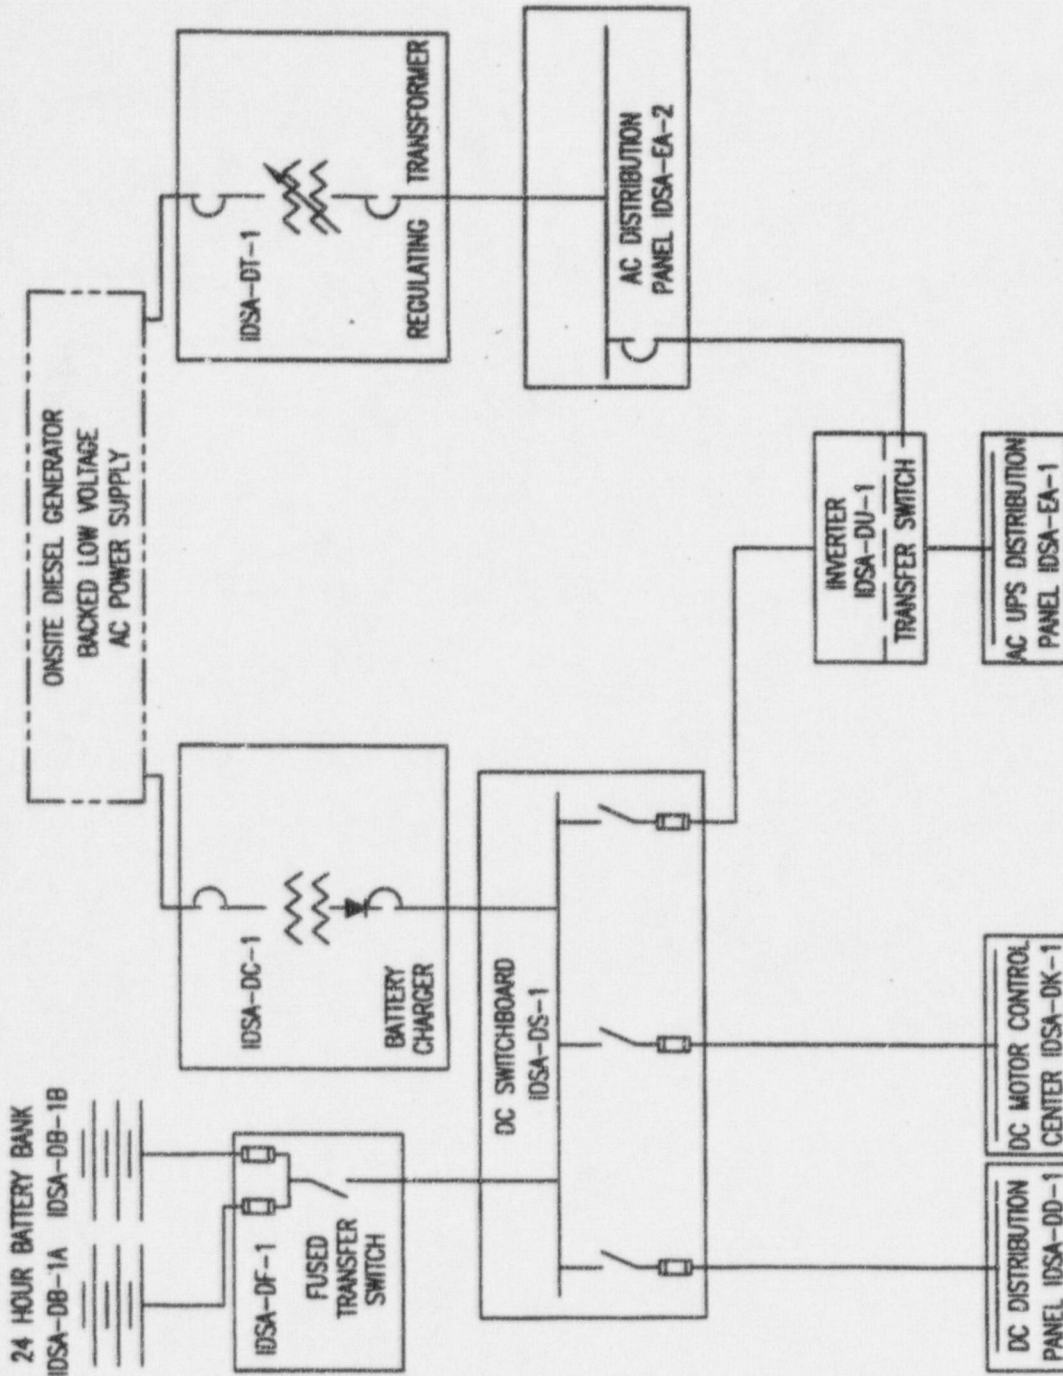 24 HOUR BATTERY BANK
IDSA-DB-1A IDSA-DB-1B
IDSA-DF-1
FUSED
TRANSFER
SWITCH
ONSITE DIESEL GENERATOR
BACKED LOW VOLTAGE
AC POWER SUPPLY
IDSA-DC-1
BATTERY
CHARGER
IDSA-DT-1
REGULATING TRANSFORMER
DC SWITCHBOARD
IDSA-DS-1
AC DISTRIBUTION
PANEL IDSA-EA-2
INVERTER
IDSA-DU-1
TRANSFER SWITCH
DC DISTRIBUTION
PANEL IDSA-DD-1
DC MOTOR CONTROL
CENTER IDSA-DK-1
AC UPS DISTRIBUTION
PANEL IDSA-EA-1